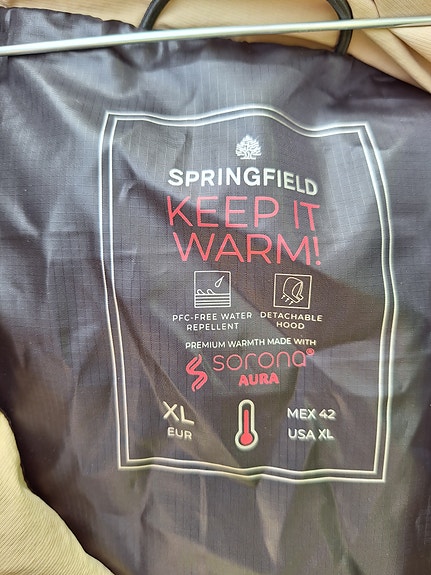 SPRINGFIELD
KEEP IT
WARM!
PFC-FREE WATER
REPELLENT
DETACHABLE
HOOD
PREMIUM WARMTH MADE WITH
sorona®
AURA
XL
EUR
MEX 42
USA XL